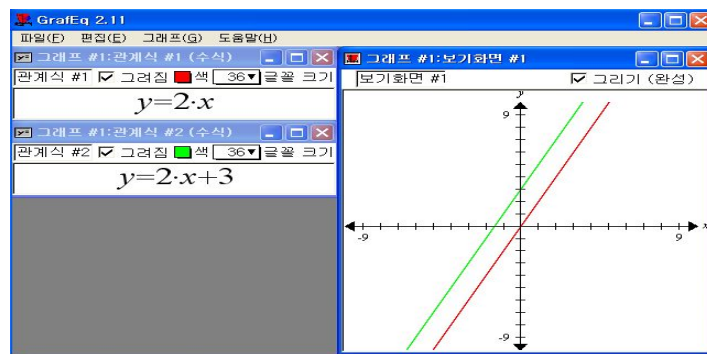 GrafEq 2.11
파일(F) 편집(E) 그래프(G) 도움말(H)
그래프 #1:관계식 #1 (수식)
관계식 #1 그려짐 색 36 글꼴 크기
y=2·x
그래프 #1:관계식 #2 (수식)
관계식 #2 그려짐 색 36 글꼴 크기
y=2·x+3
그래프 #1:보기화면 #1
보기화면 #1 그리기 (완성)
y
9
-9 9 x
-9